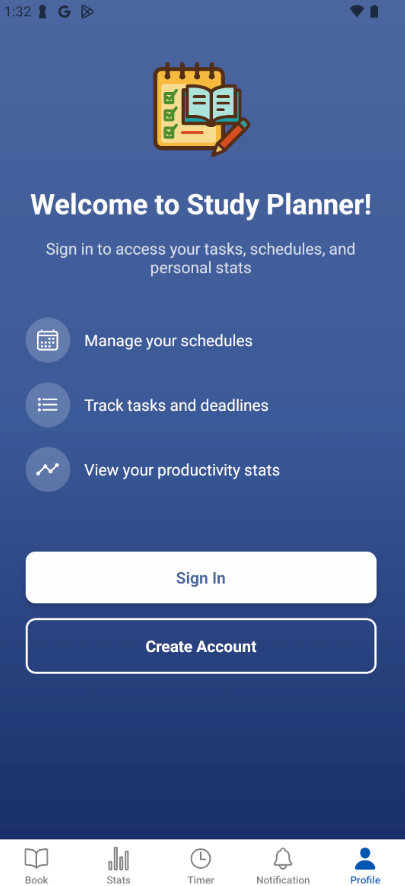 1:32
Welcome to Study Planner!
Sign in to access your tasks, schedules, and
personal stats
Manage your schedules
Track tasks and deadlines
View your productivity stats
Sign In
Create Account
Book
Stats
Timer
Notification
Profile